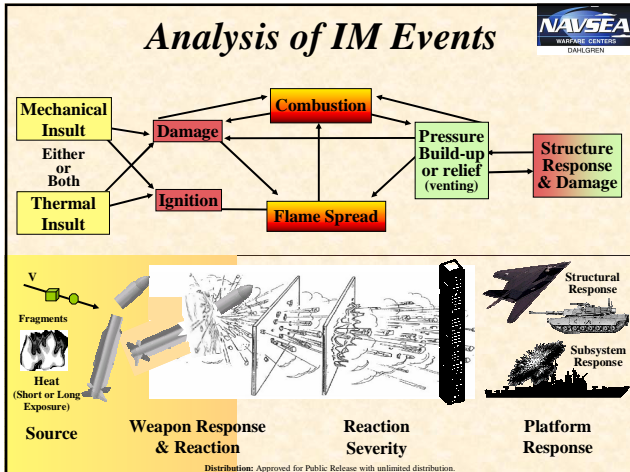 Analysis of IM Events
NAVSEA
WARFARE CENTERS
DAHLGREN
Mechanical
Insult
Either
or
Both
Thermal
Insult
Damage
Ignition
Combustion
Flame Spread
Pressure
Build-up
or relief
(venting)
Structure
Response
& Damage
V
Fragments
Heat
(Short or Long
Exposure)
Source
Weapon Response
& Reaction
Reaction
Severity
Structural
Response
Subsystem
Response
Platform
Response
Distribution: Approved for Public Release with unlimited distribution.